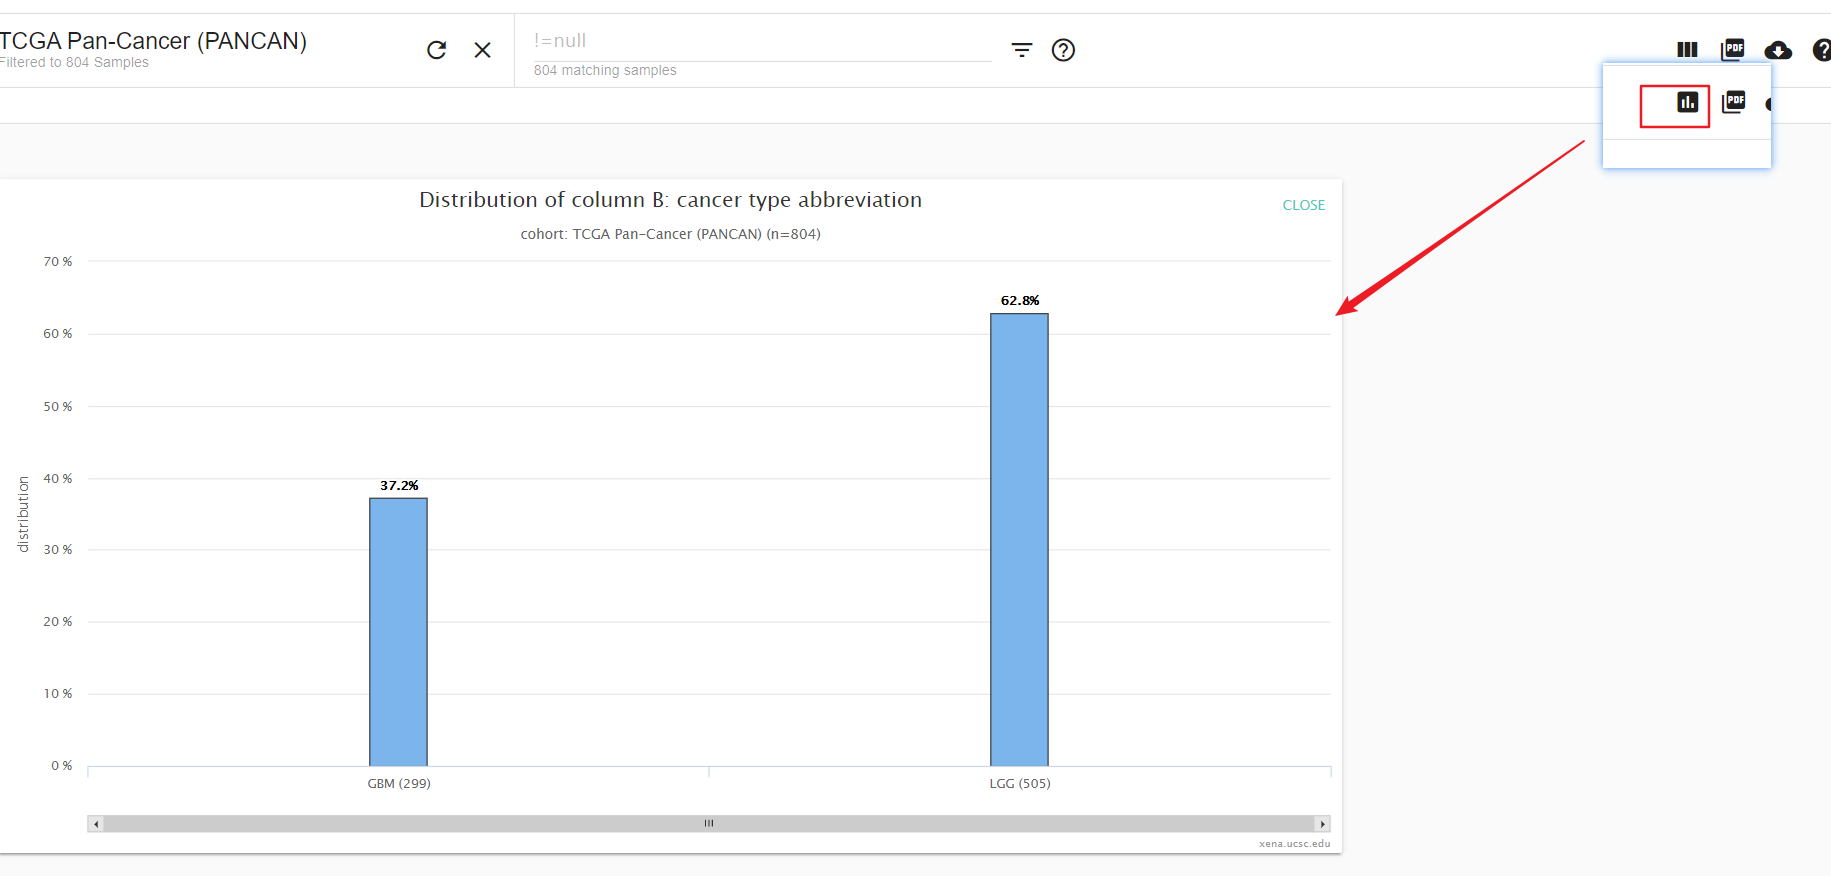 TCGA Pan-Cancer (PANCAN)
Filtered to 804 Samples
!=null
804 matching samples
PDF
PDF
Distribution of column B: cancer type abbreviation
CLOSE
cohort: TCGA Pan-Cancer (PANCAN) (n=804)
70 %
60 %
50 %
40 %
30 %
20 %
10 %
0 %
distribution
37.2%
62.8%
GBM (299)
LGG (505)
xena.ucsc.edu